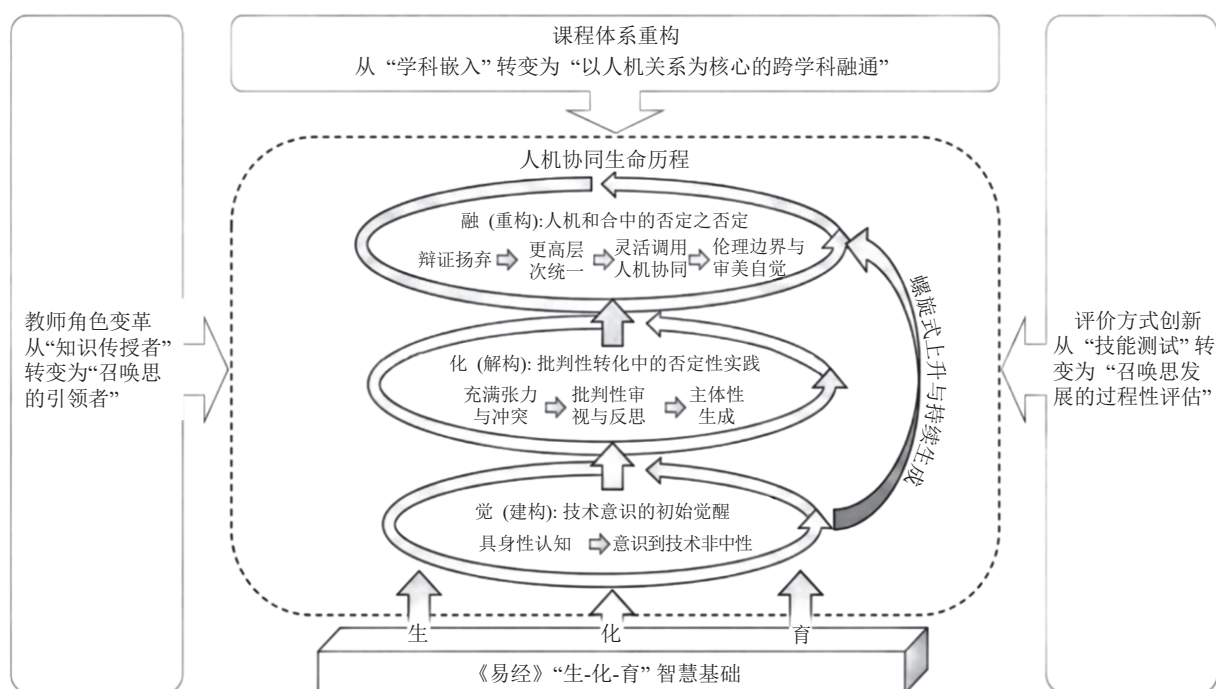 课程体系重构
从 “学科嵌入” 转变为 “以人机关系为核心的跨学科融通”
教师角色变革
从“知识传授者”
转变为“召唤思
的引领者”
人机协同生命历程
融 (重构):人机和合中的否定之否定
辩证扬弃
更高层
次统一
灵活调用
人机协同
伦理边界与
审美自觉
化 (解构): 批判性转化中的否定性实践
充满张力
与冲突
批判性审
视与反思
主体性
生成
觉 (建构): 技术意识的初始觉醒
具身性认知
意识到技术非中性
螺旋式上升与持续生成
评价方式创新
从 “技能测试” 转
变为 “召唤思发
展的过程性评估”
生
化
育
《易经》“生-化-育” 智慧基础